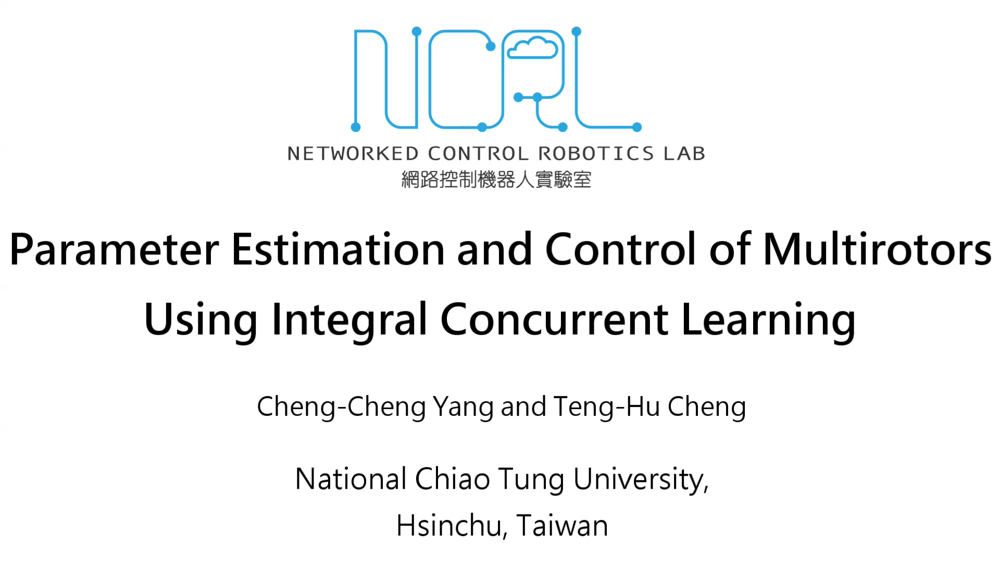 NCRL
NETWORKED CONTROL ROBOTICS LAB
網路控制機器人實驗室
Parameter Estimation and Control of Multirotors
Using Integral Concurrent Learning
Cheng-Cheng Yang and Teng-Hu Cheng
National Chiao Tung University,
Hsinchu, Taiwan